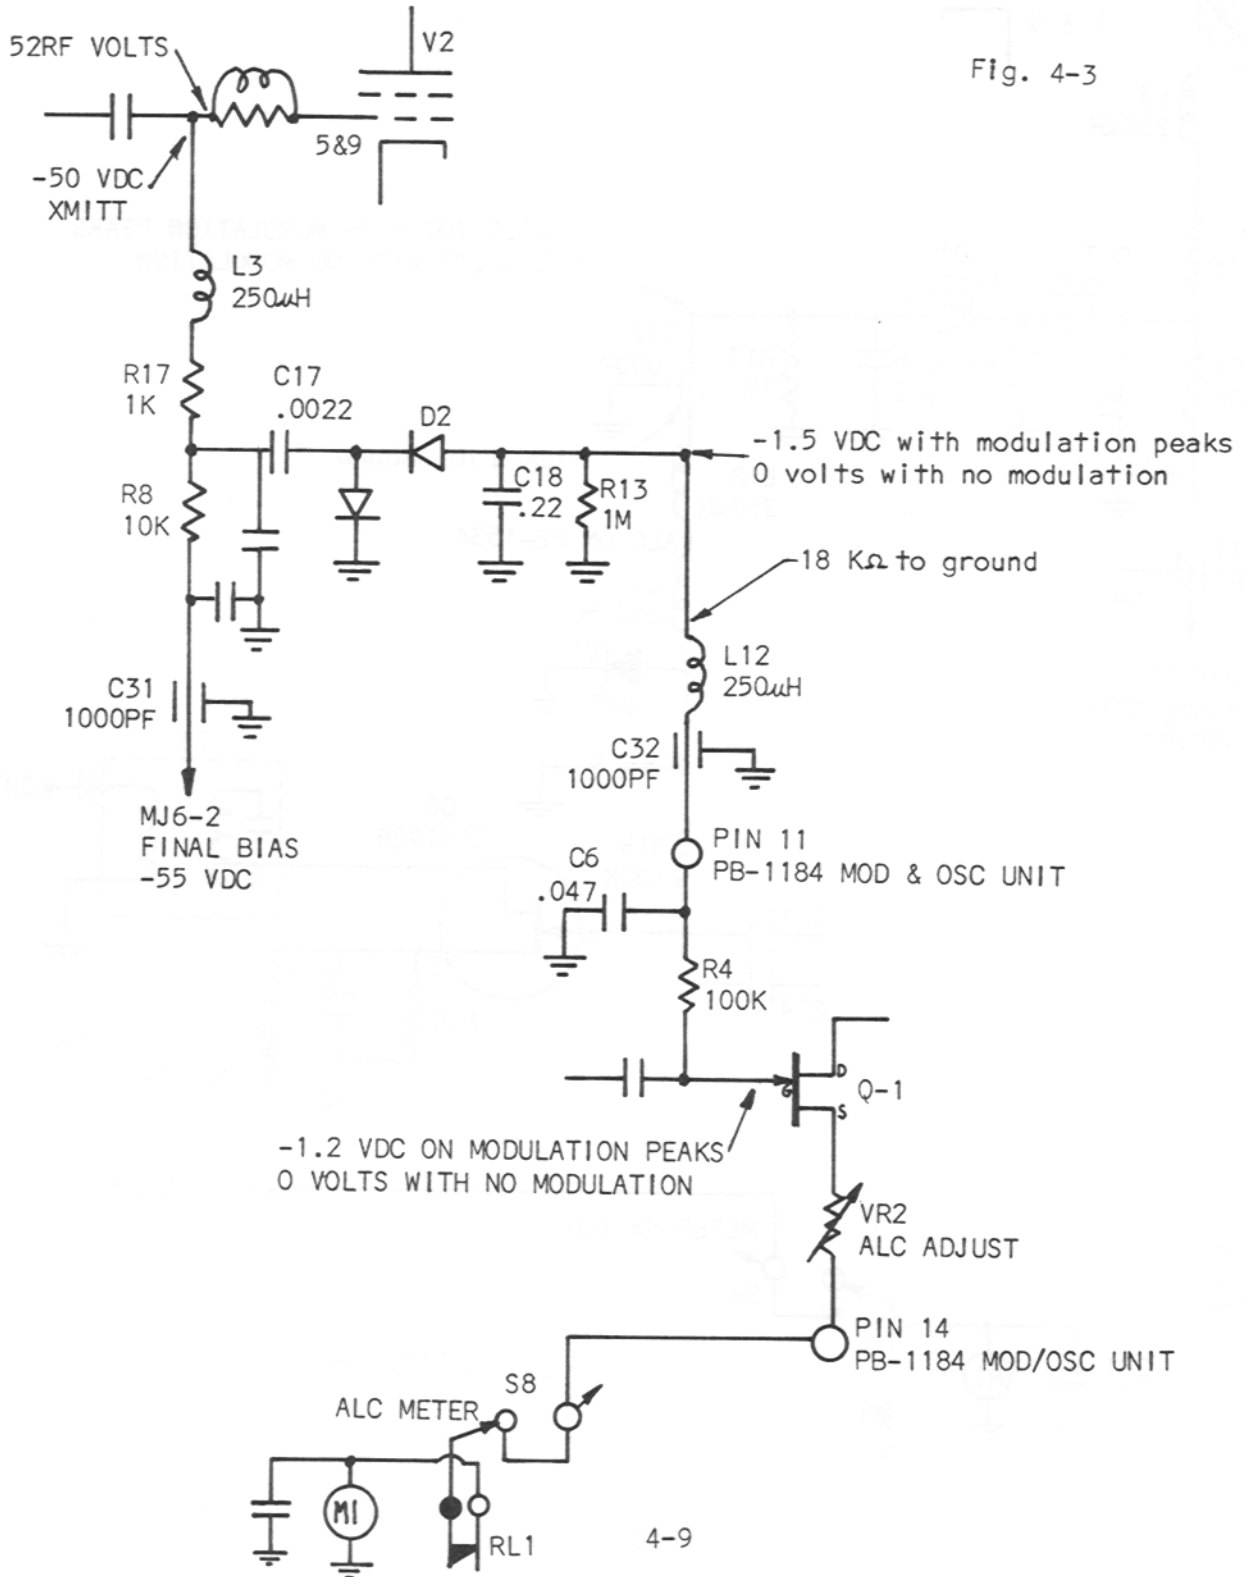 52RF VOLTS
V2
Fig. 4-3
5&9
-50 VDC
XMITT
L3
250µH
R17
1K
C17
.0022
D2
-1.5 VDC with modulation peaks
0 volts with no modulation
R8
10K
C18
.22
R13
1M
-18 KΩ to ground
L12
250µH
C31
1000PF
C32
1000PF
MJ6-2
FINAL BIAS
-55 VDC
PIN 11
PB-1184 MOD & OSC UNIT
C6
.047
R4
100K
D
G
S
Q-1
-1.2 VDC ON MODULATION PEAKS
0 VOLTS WITH NO MODULATION
VR2
ALC ADJUST
PIN 14
PB-1184 MOD/OSC UNIT
S8
ALC METER
M1
RL1
4-9